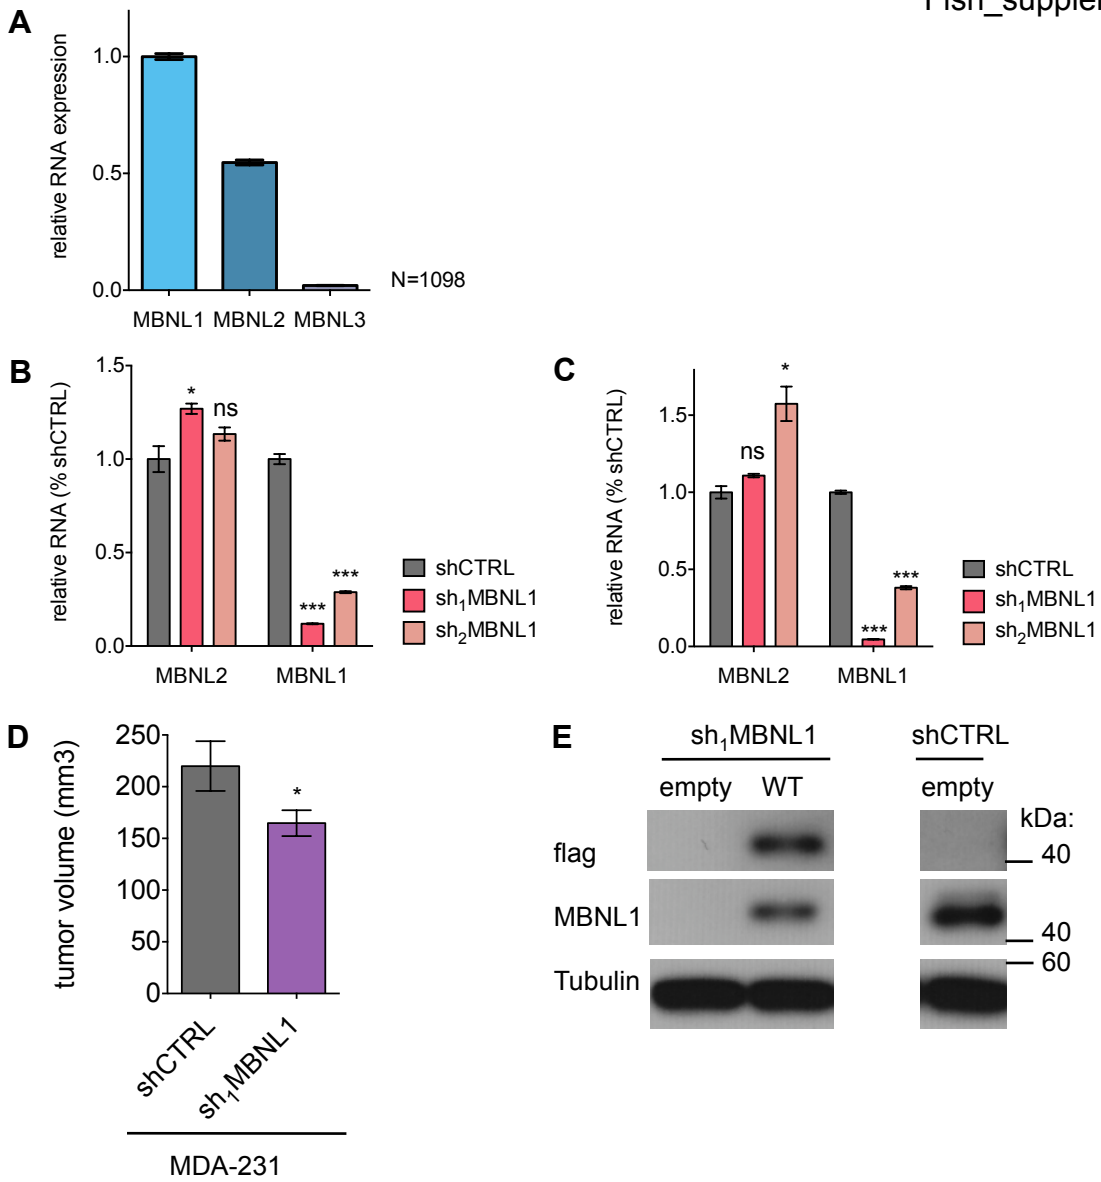 Fish_supplem
A
relative RNA expression
1.0
0.5
0.0
MBNL1 MBNL2 MBNL3
N=1098
B
relative RNA (% shCTRL)
1.5
1.0
0.5
0.0
*
ns
***
***
MBNL2 MBNL1
shCTRL
sh1MBNL1
sh2MBNL1
C
relative RNA (% shCTRL)
1.5
1.0
0.5
0.0
ns
*
***
***
MBNL2 MBNL1
shCTRL
sh1MBNL1
sh2MBNL1
D
tumor volume (mm3)
250
200
150
100
50
0
*
shCTRL
sh1MBNL1
MDA-231
E
sh1MBNL1 shCTRL
empty WT empty
kDa:
flag
40
MBNL1
40
60
Tubulin